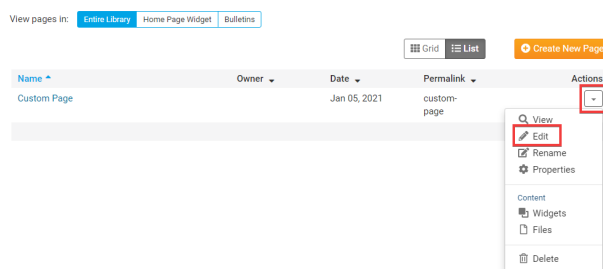 View pages in: Entire Library Home Page Widget Bulletins
Grid List Create New Page
Name Owner Date Permalink Actions
Custom Page Jan 05, 2021 custom-
page
View
Edit
Rename
Properties
Content
Widgets
Files
Delete